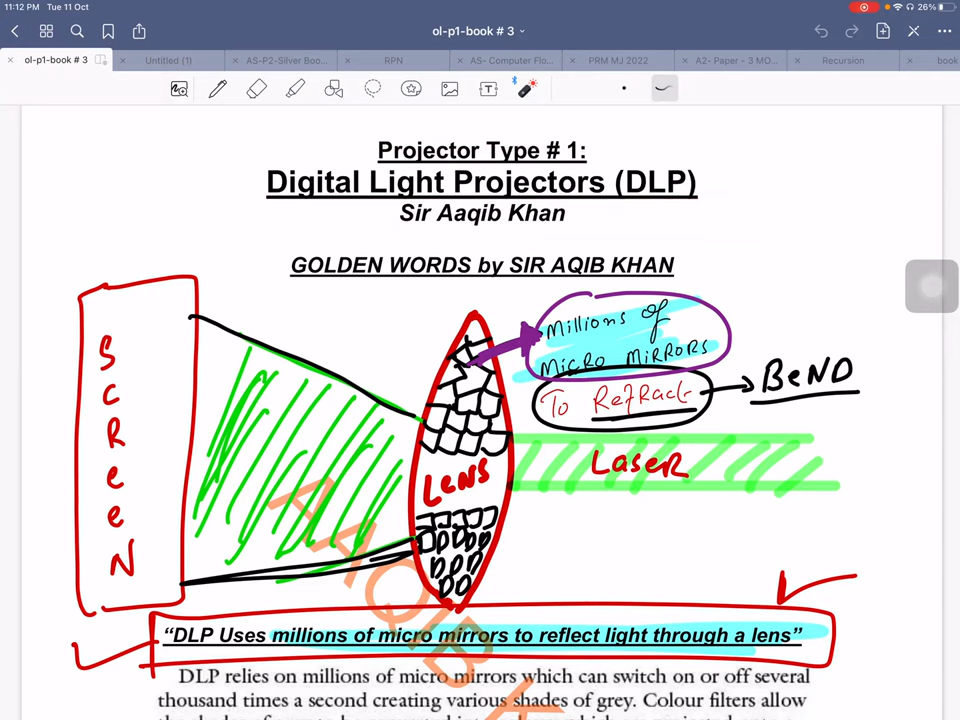 11:12 PM Tue 11 Oct
26%
ol-p1-book # 3
ol-p1-book # 3
Untitled (1)
AS-P2-Silver Boo...
RPN
AS- Computer Flo...
PRM MJ 2022
A2- Paper - 3 MO...
Recursion
book
Projector Type # 1:
Digital Light Projectors (DLP)
Sir Aaqib Khan
GOLDEN WORDS by SIR AQIB KHAN
Millions of
Micro Mirrors
To Refract
BeND
SCReeN
LeNS
LaseR
AAQIB K
“DLP Uses millions of micro mirrors to reflect light through a lens”
DLP relies on millions of micro mirrors which can switch on or off several
thousand times a second creating various shades of grey. Colour filters allow